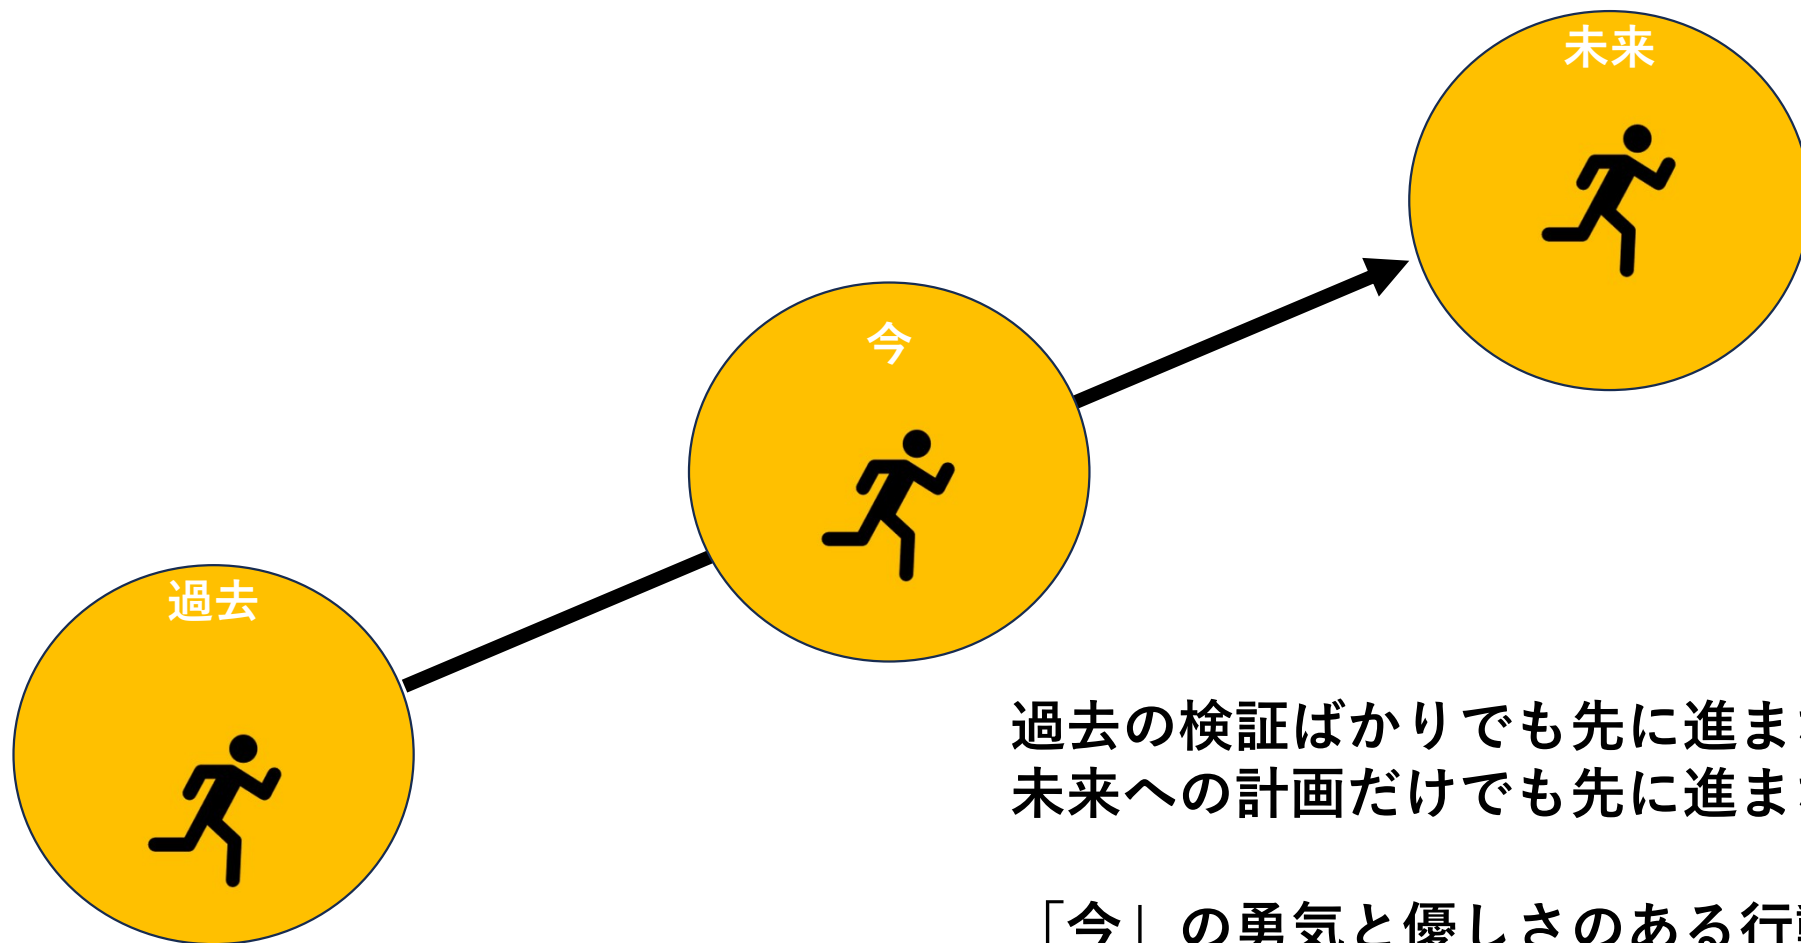 未来
今
過去
過去の検証ばかりでも先に進ま
未来への計画だけでも先に進ま
「今」の勇気と優しさのある行動